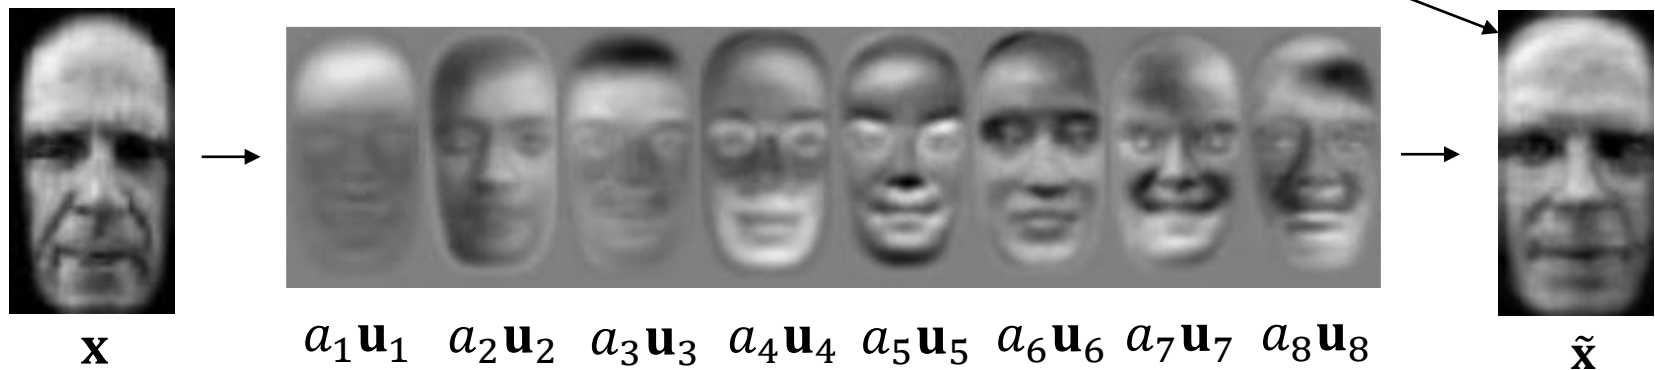 𝐱 𝑎₁𝐮₁ 𝑎₂𝐮₂ 𝑎₃𝐮₃ 𝑎₄𝐮₄ 𝑎₅𝐮₅ 𝑎₆𝐮₆ 𝑎₇𝐮₇ 𝑎₈𝐮₈ 𝐱̃